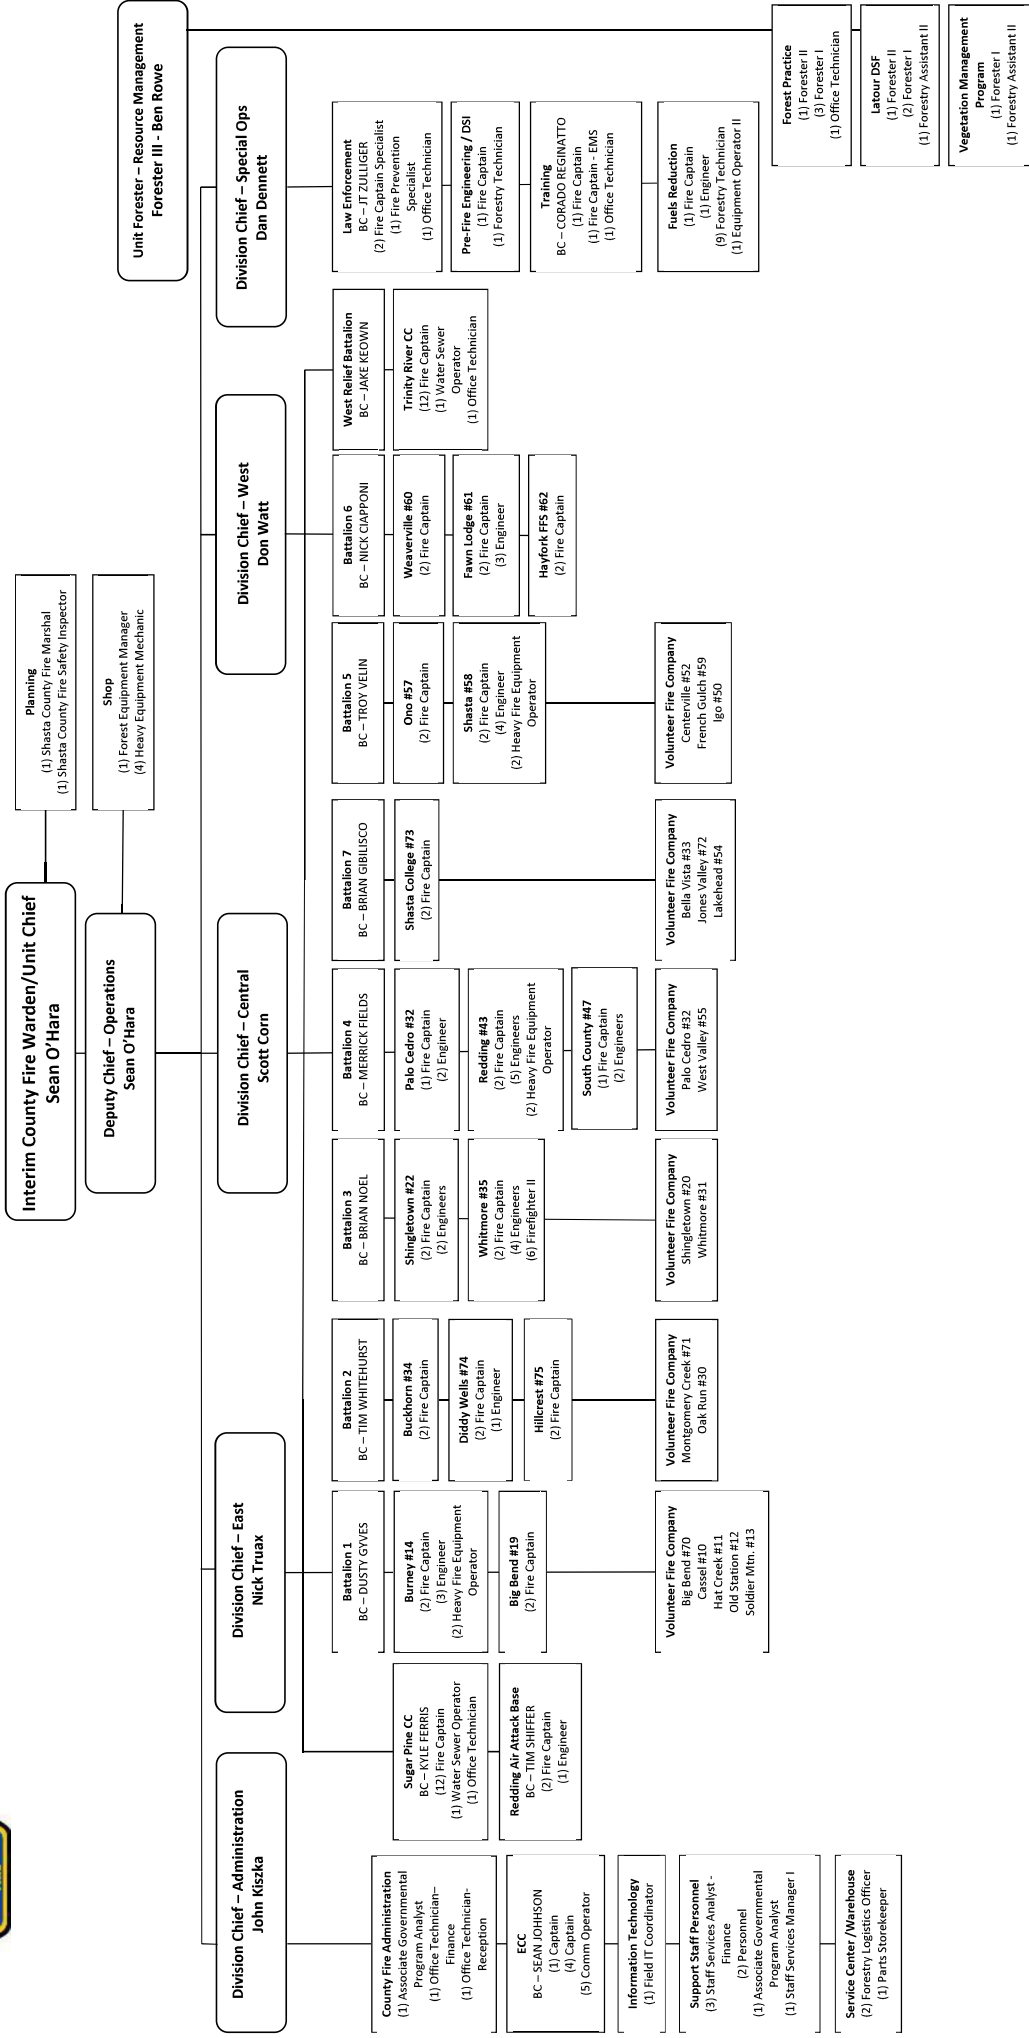 Interim County Fire Warden/Unit Chief
Sean O'Hara
Planning
(1) Shasta County Fire Marshal
(1) Shasta County Fire Safety Inspector
Deputy Chief – Operations
Sean O'Hara
Shop
(1) Forest Equipment Manager
(4) Heavy Equipment Mechanic
Unit Forester – Resource Management
Forester III - Ben Rowe
Division Chief – Administration
John Kiszka
County Fire Administration
(1) Associate Governmental
Program Analyst
(1) Office Technician–
Finance
(1) Office Technician-
Reception
ECC
BC – SEAN JOHHSON
(1) Captain
(4) Captain
(5) Comm Operator
Information Technology
(1) Field IT Coordinator
Support Staff Personnel
(3) Staff Services Analyst -
Finance
(2) Personnel
(1) Associate Governmental
Program Analyst
(1) Staff Services Manager I
Service Center /Warehouse
(2) Forestry Logistics Officer
(1) Parts Storekeeper
Division Chief – East
Nick Truax
Sugar Pine CC
BC – KYLE FERRIS
(12) Fire Captain
(1) Water Sewer Operator
(1) Office Technician
Redding Air Attack Base
BC – TIM SHIFFER
(2) Fire Captain
(1) Engineer
Battalion 1
BC – DUSTY GYVES
Burney #14
(2) Fire Captain
(3) Engineer
(2) Heavy Fire Equipment
Operator
Big Bend #19
(2) Fire Captain
Volunteer Fire Company
Big Bend #70
Cassel #10
Hat Creek #11
Old Station #12
Soldier Mtn. #13
Battalion 2
BC – TIM WHITEHURST
Buckhorn #34
(2) Fire Captain
Diddy Wells #74
(2) Fire Captain
(1) Engineer
Hillcrest #75
(2) Fire Captain
Volunteer Fire Company
Montgomery Creek #71
Oak Run #30
Division Chief – Central
Scott Corn
Battalion 3
BC – BRIAN NOEL
Shingletown #22
(2) Fire Captain
(2) Engineers
Whitmore #35
(2) Fire Captain
(4) Engineers
(6) Firefighter II
Volunteer Fire Company
Shingletown #20
Whitmore #31
Battalion 4
BC – MERRICK FIELDS
Palo Cedro #32
(1) Fire Captain
(2) Engineer
Redding #43
(2) Fire Captain
(5) Engineers
(2) Heavy Fire Equipment
Operator
South County #47
(1) Fire Captain
(2) Engineers
Volunteer Fire Company
Palo Cedro #32
West Valley #55
Battalion 7
BC – BRIAN GIBILISCO
Shasta College #73
(2) Fire Captain
Volunteer Fire Company
Bella Vista #33
Jones Valley #72
Lakehead #54
Division Chief – West
Don Watt
Battalion 5
BC – TROY VELIN
Ono #57
(2) Fire Captain
Shasta #58
(2) Fire Captain
(4) Engineer
(2) Heavy Fire Equipment
Operator
Volunteer Fire Company
Centerville #52
French Gulch #59
Igo #50
Battalion 6
BC – NICK CIAPPONI
Weaverville #60
(2) Fire Captain
Fawn Lodge #61
(2) Fire Captain
(3) Engineer
Hayfork FFS #62
(2) Fire Captain
West Relief Battalion
BC – JAKE KEOWN
Trinity River CC
(12) Fire Captain
(1) Water Sewer
Operator
(1) Office Technician
Division Chief – Special Ops
Dan Dennett
Law Enforcement
BC – JT ZULLIGER
(2) Fire Captain Specialist
(1) Fire Prevention
Specialist
(1) Office Technician
Pre-Fire Engineering / DSI
(1) Fire Captain
(1) Forestry Technician
Training
BC – CORADO REGINATTO
(1) Fire Captain
(1) Fire Captain - EMS
(1) Office Technician
Fuels Reduction
(1) Fire Captain
(1) Engineer
(9) Forestry Technician
(1) Equipment Operator II
Forest Practice
(1) Forester II
(3) Forester I
(1) Office Technician
Latour DSF
(1) Forester II
(2) Forester I
(1) Forestry Assistant II
Vegetation Management
Program
(1) Forester I
(1) Forestry Assistant II